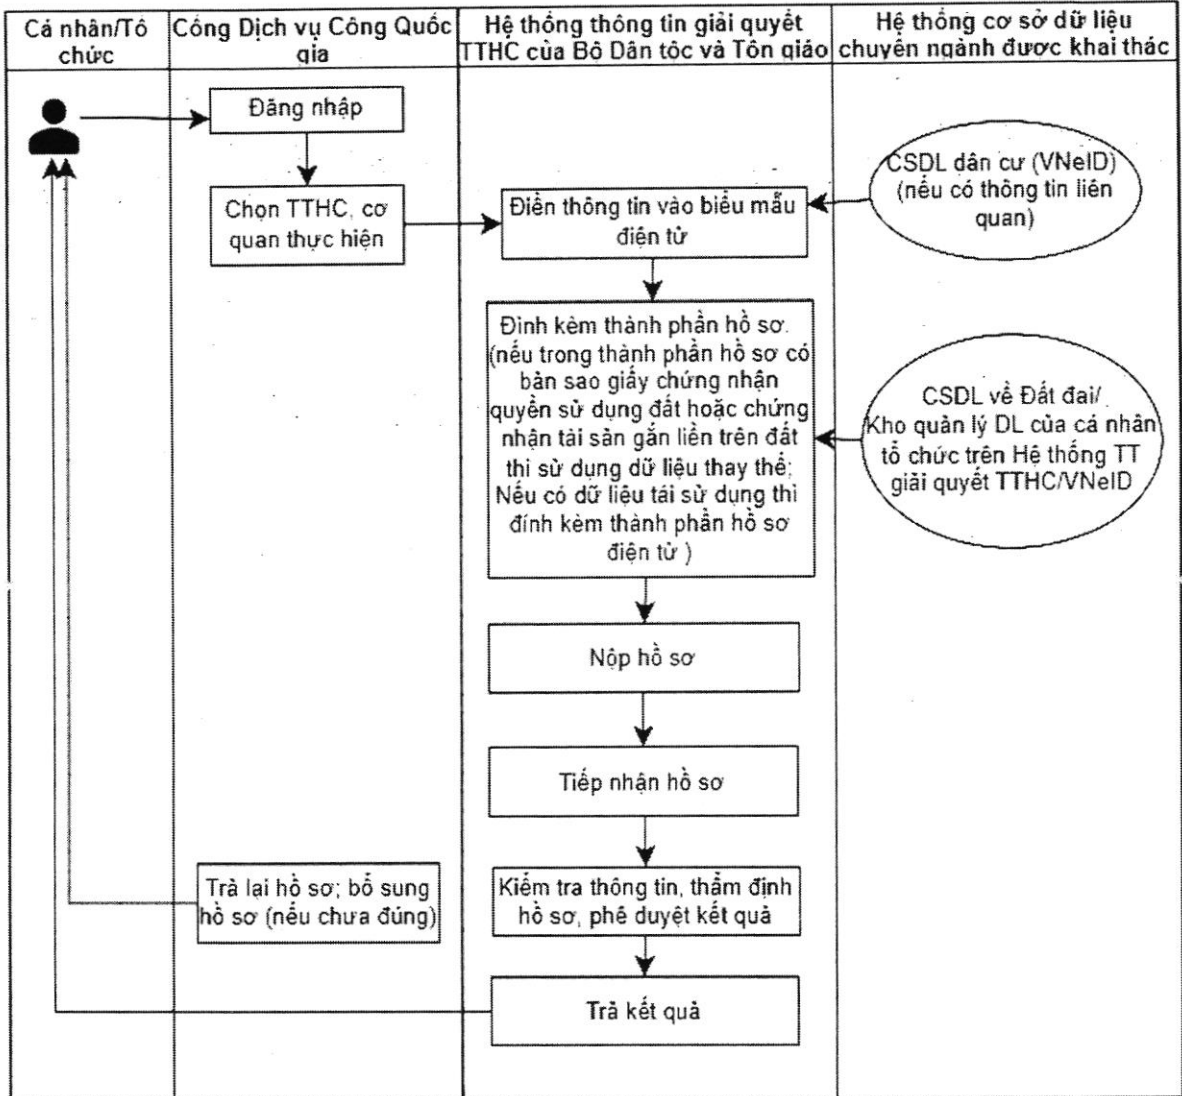 Cá nhân/Tổ
chức
Cổng Dịch vụ Công Quốc
gia
Hệ thống thông tin giải quyết
TTHC của Bộ Dân tộc và Tôn giáo
Hệ thống cơ sở dữ liệu
chuyên ngành được khai thác
Đăng nhập
Chọn TTHC, cơ
quan thực hiện
Điền thông tin vào biểu mẫu
điện tử
CSDL dân cư (VNeID)
(nếu có thông tin liên
quan)
Đính kèm thành phần hồ sơ.
(nếu trong thành phần hồ sơ có
bản sao giấy chứng nhận
quyền sử dụng đất hoặc chứng
nhận tài sản gắn liền trên đất
thì sử dụng dữ liệu thay thế;
Nếu có dữ liệu tái sử dụng thì
đính kèm thành phần hồ sơ
điện tử )
CSDL về Đất đai/
Kho quản lý DL của cá nhân
tổ chức trên Hệ thống TT
giải quyết TTHC/VNeID
Nộp hồ sơ
Tiếp nhận hồ sơ
Trả lại hồ sơ; bổ sung
hồ sơ (nếu chưa đúng)
Kiểm tra thông tin, thẩm định
hồ sơ, phê duyệt kết quả
Trả kết quả